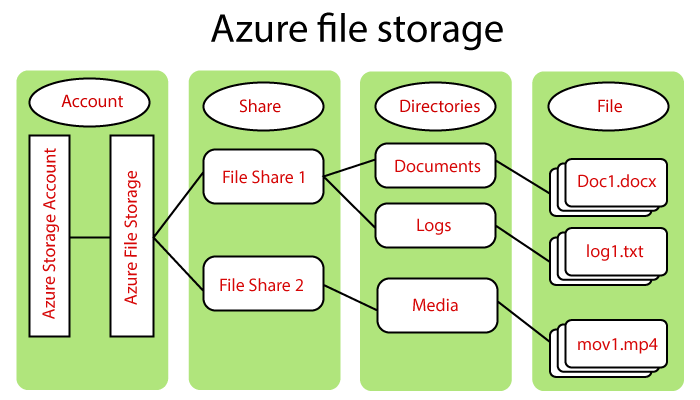 Azure file storage
Account
Share
Directories
File
Azure Storage Account
Azure File Storage
File Share 1
File Share 2
Documents
Logs
Media
Doc1.docx
log1.txt
mov1.mp4